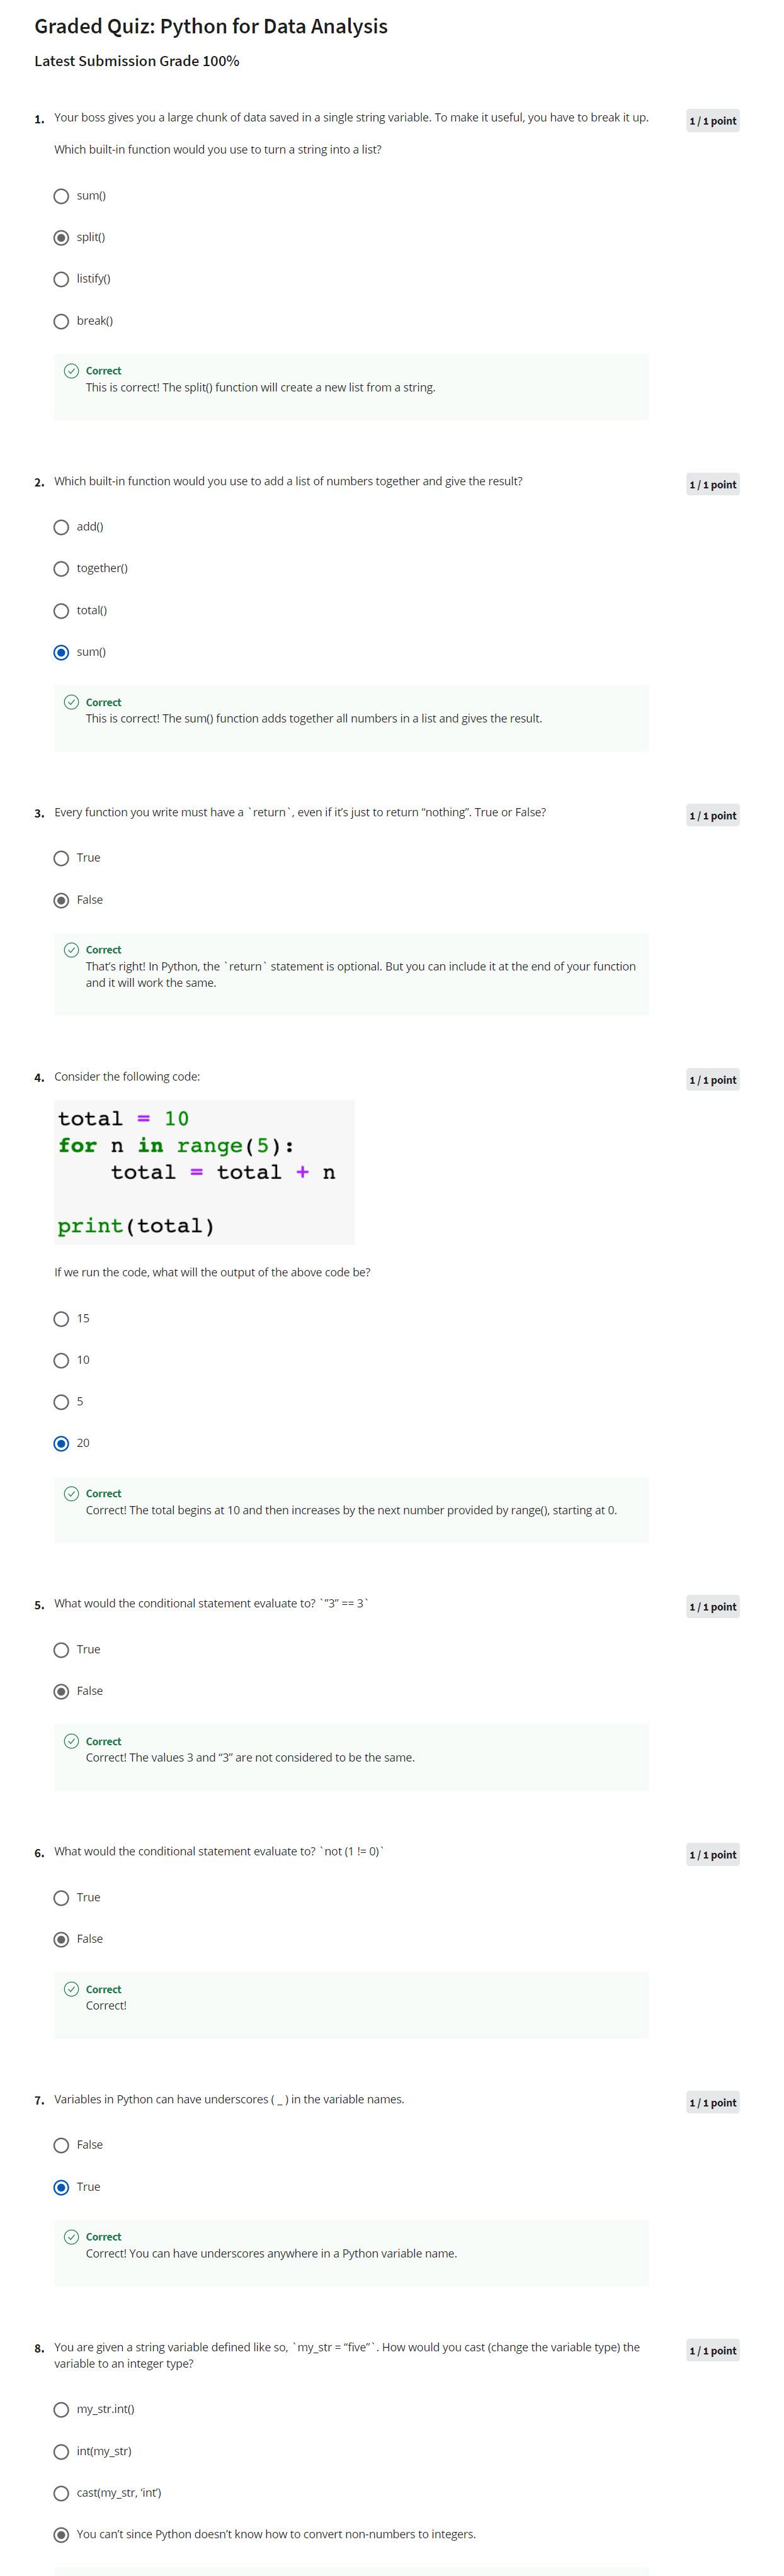 Graded Quiz: Python for Data Analysis
Latest Submission Grade 100%
1. Your boss gives you a large chunk of data saved in a single string variable. To make it useful, you have to break it up.
1 / 1 point
Which built-in function would you use to turn a string into a list?
sum()
split()
listify()
break()
Correct
This is correct! The split() function will create a new list from a string.
2. Which built-in function would you use to add a list of numbers together and give the result?
1 / 1 point
add()
together()
total()
sum()
Correct
This is correct! The sum() function adds together all numbers in a list and gives the result.
3. Every function you write must have a `return`, even if it's just to return “nothing”. True or False?
1 / 1 point
True
False
Correct
That's right! In Python, the `return` statement is optional. But you can include it at the end of your function
and it will work the same.
4. Consider the following code:
1 / 1 point
total = 10
for n in range(5):
    total = total + n
print(total)
If we run the code, what will the output of the above code be?
15
10
5
20
Correct
Correct! The total begins at 10 and then increases by the next number provided by range(), starting at 0.
5. What would the conditional statement evaluate to? `”3” == 3`
1 / 1 point
True
False
Correct
Correct! The values 3 and “3” are not considered to be the same.
6. What would the conditional statement evaluate to? `not (1 != 0)`
1 / 1 point
True
False
Correct
Correct!
7. Variables in Python can have underscores ( _ ) in the variable names.
1 / 1 point
False
True
Correct
Correct! You can have underscores anywhere in a Python variable name.
8. You are given a string variable defined like so, `my_str = “five”`. How would you cast (change the variable type) the
variable to an integer type?
1 / 1 point
my_str.int()
int(my_str)
cast(my_str, ‘int’)
You can't since Python doesn't know how to convert non-numbers to integers.